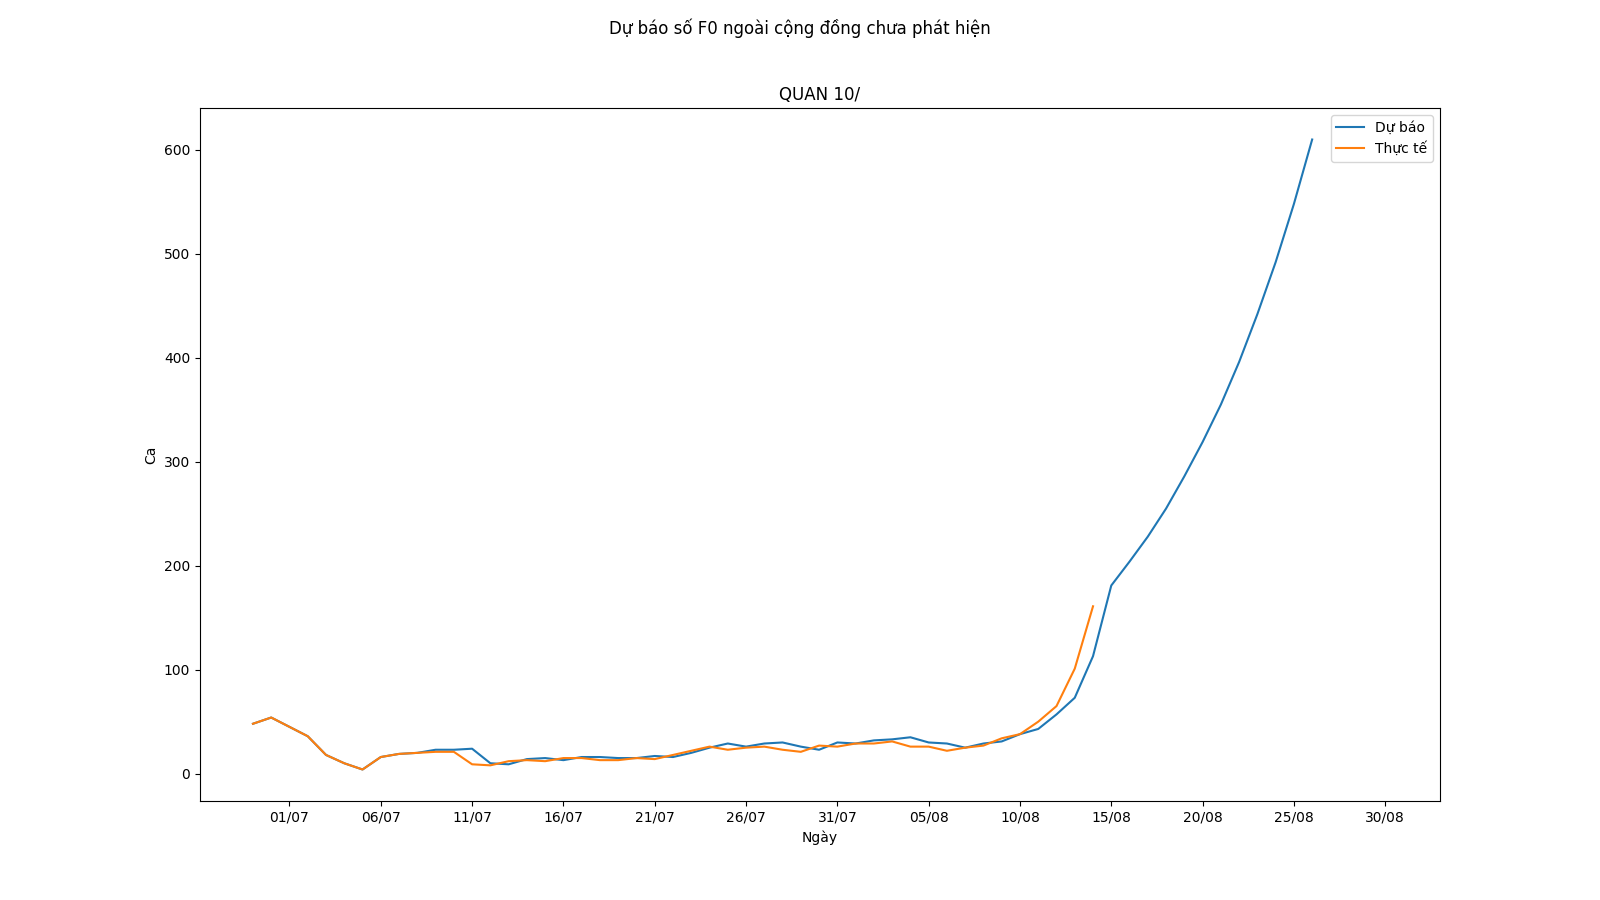 Dự báo số F0 ngoài cộng đồng chưa phát hiện
QUAN 10/
Dự báo
Thực tế
600
500
400
300
200
100
0
Ca
01/07 06/07 11/07 16/07 21/07 26/07 31/07 05/08 10/08 15/08 20/08 25/08 30/08
Ngày